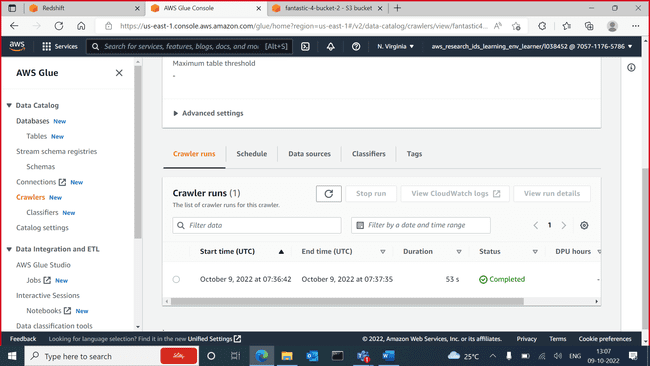 Redshift
AWS Glue Console
fantastic-4-bucket-2 - S3 bucket
https://us-east-1.console.aws.amazon.com/glue/home?region=us-east-1#/v2/data-catalog/crawlers/view/fantastic4...
aws
Services
Search for services, features, blogs, docs, and mo
[Alt+S]
N. Virginia
aws_research_ids_learning_env_learner/l038452 @ 7057-1176-5786
AWS Glue
Data Catalog
Databases New
Tables New
Stream schema registries
Schemas
Connections New
Crawlers New
Classifiers New
Catalog settings
Data Integration and ETL
AWS Glue Studio
Jobs New
Interactive Sessions
Notebooks New
Data classification tools
Maximum table threshold
-
Advanced settings
Crawler runs
Schedule
Data sources
Classifiers
Tags
Crawler runs (1)
The list of crawler runs for this crawler.
Stop run
View CloudWatch logs
View run details
Filter data
Filter by a date and time range
1
Start time (UTC)
End time (UTC)
Duration
Status
DPU hours
October 9, 2022 at 07:36:42
October 9, 2022 at 07:37:35
53 s
Completed
-
Feedback
Looking for language selection? Find it in the new Unified Settings
© 2022, Amazon Web Services, Inc. or its affiliates.
Privacy
Terms
Cookie preferences
Type here to search
25°C
ENG
13:07
09-10-2022